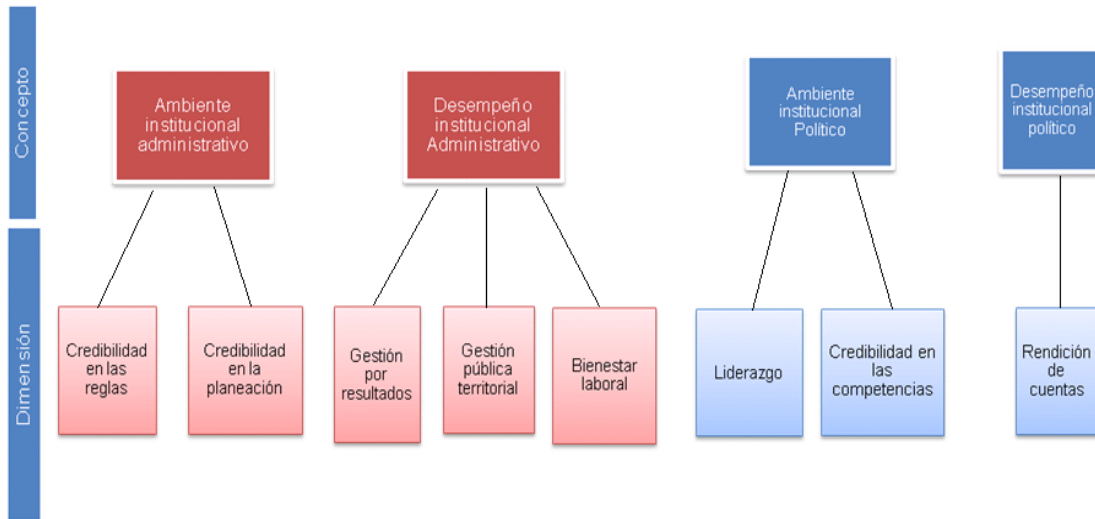 Concepto
Ambiente
institucional
administrativo
Desempeño
institucional
Administrativo
Ambiente
institucional
Político
Desempeño
institucional
político
Dimensión
Credibilidad
en las
reglas
Credibilidad
en la
planeación
Gestión
por
resultados
Gestión
pública
territorial
Bienestar
laboral
Liderazgo
Credibilidad en
las
competencias
Rendición
de
cuentas